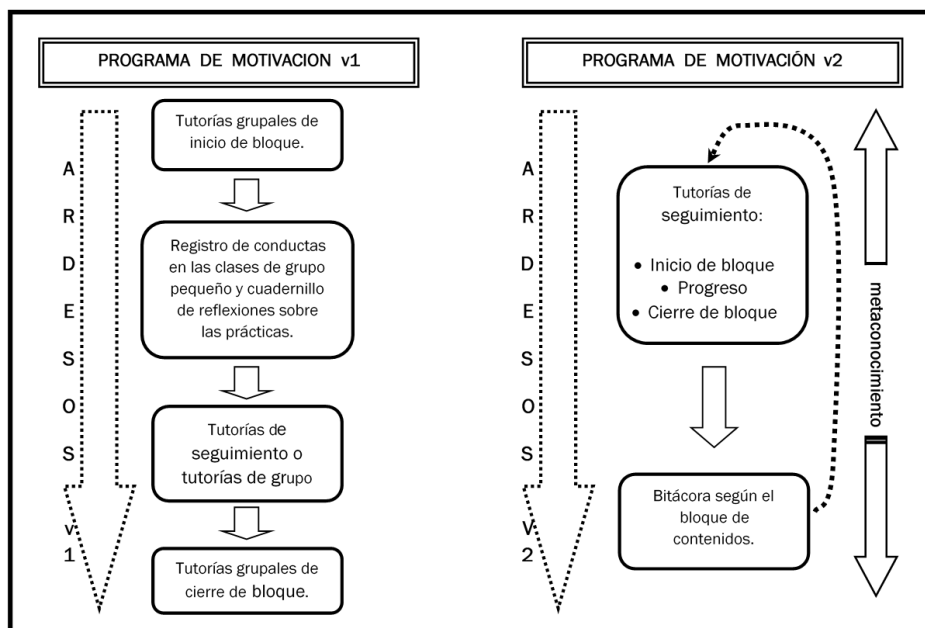 PROGRAMA DE MOTIVACION v1
Tutorías grupales de
inicio de bloque.
Registro de conductas
en las clases de grupo
pequeño y cuadernillo
de reflexiones sobre
las prácticas.
Tutorías de
seguimiento o
tutorías de grupo
Tutorías grupales de
cierre de bloque.
A
R
D
E
S
O
S
v
1
PROGRAMA DE MOTIVACIÓN v2
A
R
D
E
S
O
S
V
2
Tutorías de
seguimiento:
• Inicio de bloque
• Progreso
• Cierre de bloque
Bitácora según el
bloque de
contenidos.
metaconocimiento